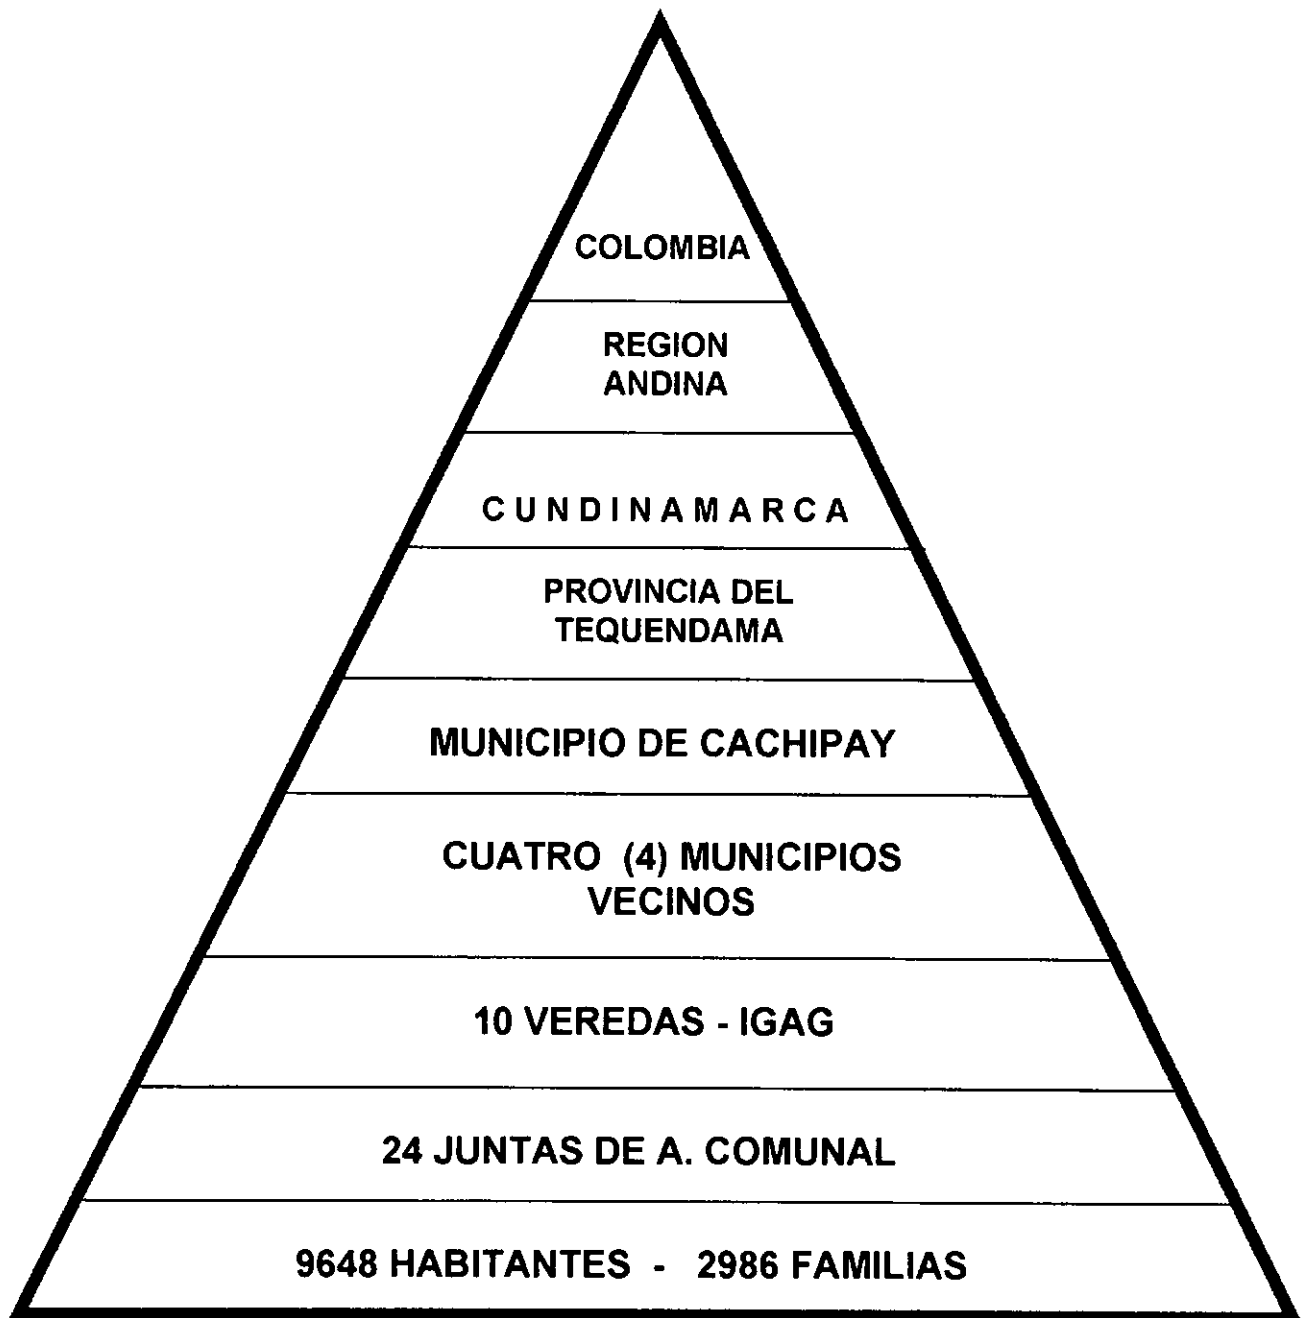 COLOMBIA
REGION
ANDINA
CUNDINAMARCA
PROVINCIA DEL
TEQUENDAMA
MUNICIPIO DE CACHIPAY
CUATRO (4) MUNICIPIOS
VECINOS
10 VEREDAS - IGAG
24 JUNTAS DE A. COMUNAL
9648 HABITANTES - 2986 FAMILIAS